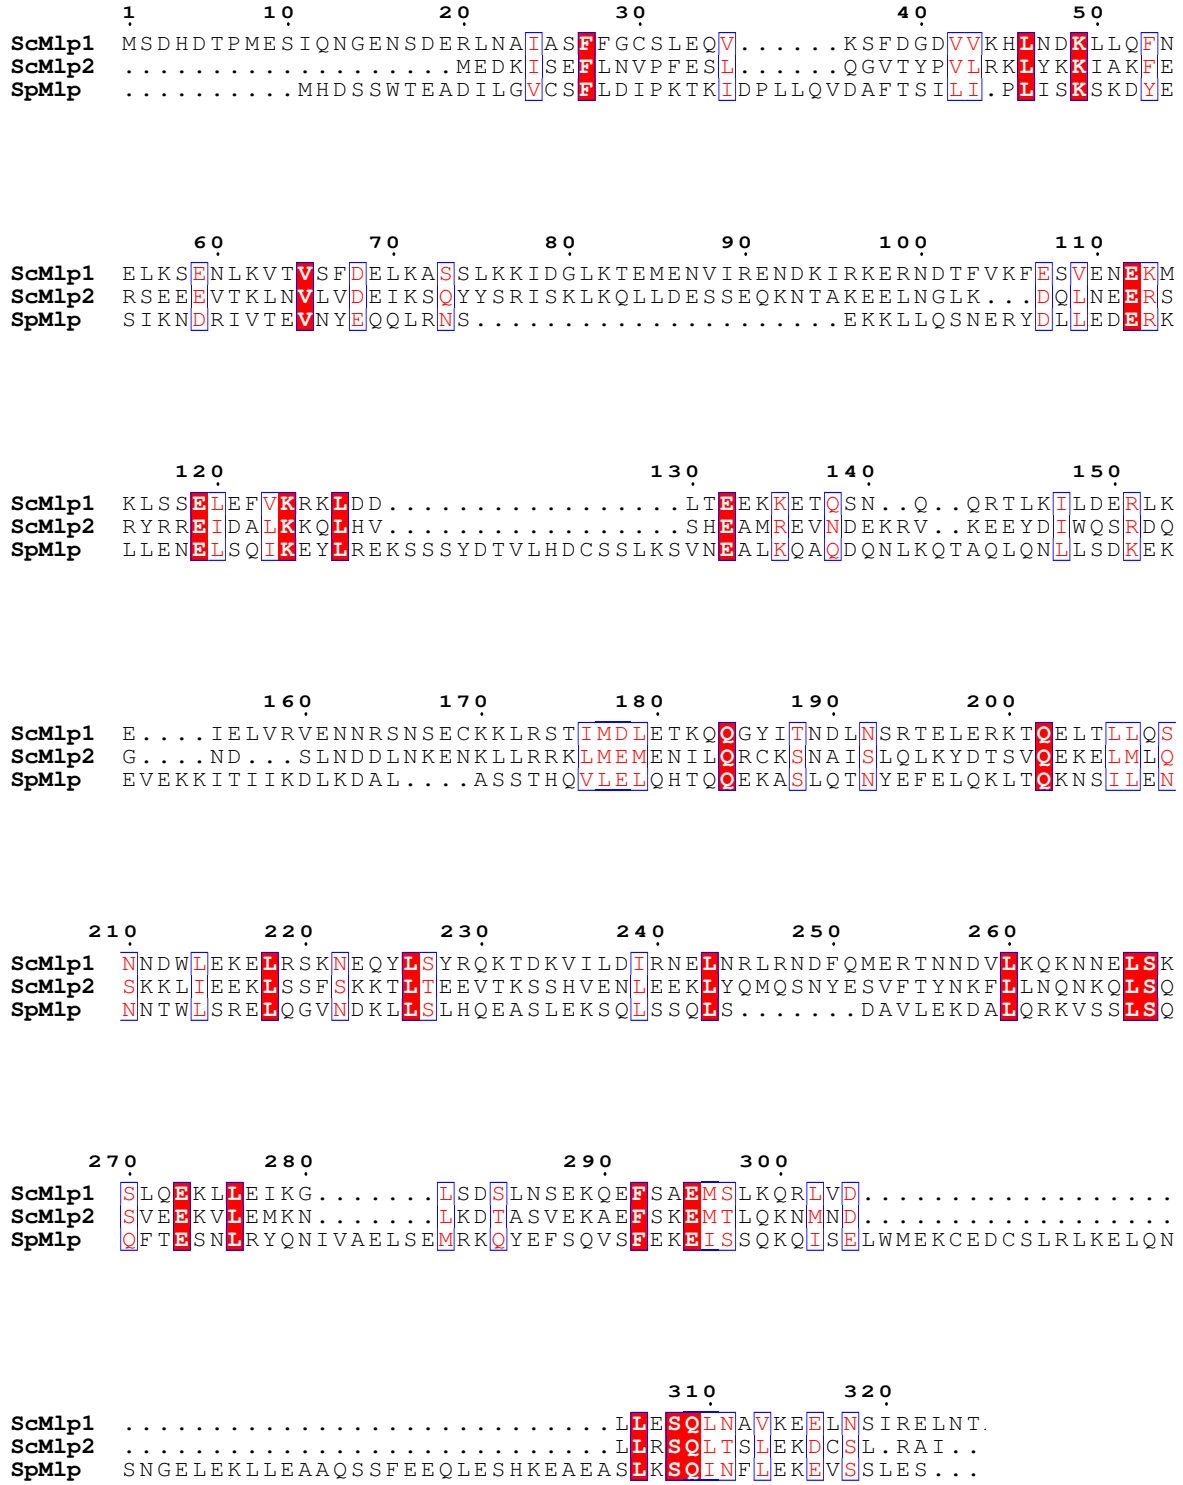 1 10 20 30 40 50
ScMlp1 MSDHDTPMESIQNGENSDERLNAIASFFGCSLEQV......KSFDGDVVKHLNDKLLQFN
ScMlp2 ...................MEDKISEFLNVPFESL......QGVTYPVLRKLYKKIAKFE
SpMlp ..........MHDSSWTEADILGVCSFLDIPKTKIDPLLQVDAFTSILI.PLISKSKDYE
60 70 80 90 100 110
ScMlp1 ELKSENLKVTVSFDELKASSLKKIDGLKTEMENVIRENDKIRKERNDTFVKFESVENEKM
ScMlp2 RSEEEVTKLNVLVDEIKSQYYSRISKLKQLLDESSEQKNTAKEELNGLK...DQLNEERS
SpMlp SIKNDRIVTEVNYEQQLRNS.....................EKKLLQSNERYDLLEDERK
120 130 140 150
ScMlp1 KLSSELEFVKRKLDD.................LTEEKKETQSN..Q..QRTLKILDERLK
ScMlp2 RYRREIDALKKQLHV.................SHEAMREVNDEKRV..KEEYDIWQSRDQ
SpMlp LLENELSQIKEYLREKSSSYDTVLHDCSSLKSVNEALKQAQDQNLKQTAQLQNLLSDKEK
160 170 180 190 200
ScMlp1 E....IELVRVENNRSNSECKKLRSTIMDLETKQQGYITNDLNSRTELERKTQELTLLQS
ScMlp2 G....ND...SLNDDLNKENKLLRRKLMEMENILQRCKSNAISLQLKYDTSVQEKELMLQ
SpMlp EVEKKITIIKDLKDAL....ASSTHQVLELQHTQQEKASLQTNYEFELQKLTQKNSILEN
210 220 230 240 250 260
ScMlp1 NNDWLEKELRSKNEQYLSYRQKTDKVILDIRNELNRLRNDFQMERTNNDVLKQKNNELSK
ScMlp2 SKKLIEEKLSSFSKKTLTEEVTKSSHVENLEEKLYQMQSNYESVFTYNKFLLNQNKQLSQ
SpMlp NNTWLSRELQGVNDKLLSLHQEASLEKSQLSSQLS.......DAVLEKDALQRKVSSLSQ
270 280 290 300
ScMlp1 SLQEKLLEIKG.......LSDSLNSEKQEFSAEMSLKQRLVD..................
ScMlp2 SVEEKVLEMKN.......LKDTASVEKAEFSKEMTLQKNMND..................
SpMlp QFTESNLRYQNIVAELSEMRKQYEFSQVSFEKEISSQKQISELWMEKCEDCSLRLKELQN
310 320
ScMlp1 ............................LLESQLNAVKEELNSIRELNT.
ScMlp2 ............................LLRSQLTSLEKDCSL.RAI..
SpMlp SNGELEKLLEAAQSSFEEQLESHKEAEASLKSQINFLEKEVSSLES...